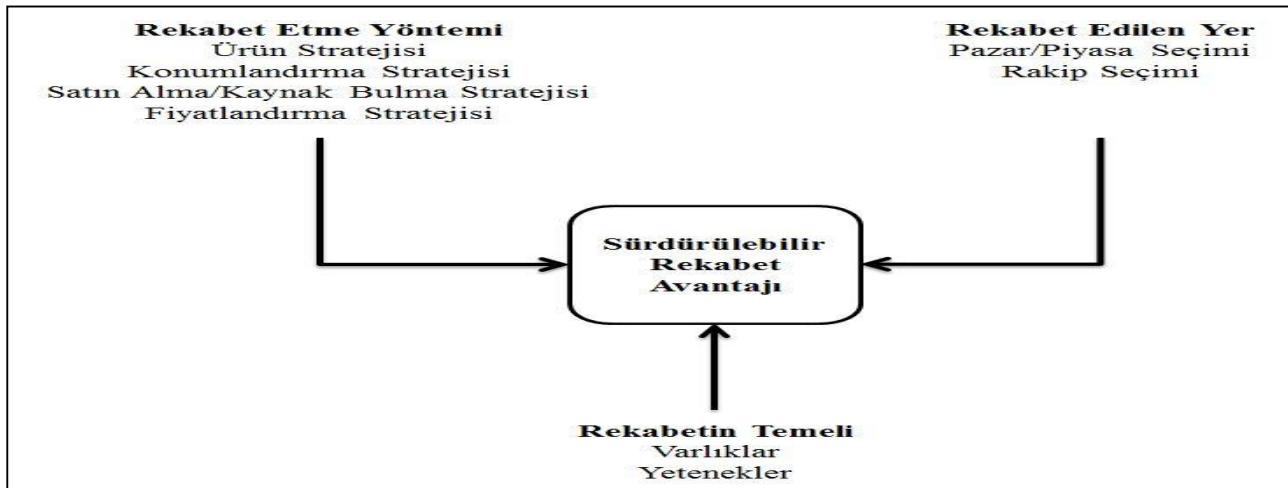 Rekabet Etme Yöntemi
Ürün Stratejisi
Konumlandırma Stratejisi
Satın Alma/Kaynak Bulma Stratejisi
Fiyatlandırma Stratejisi
Rekabet Edilen Yer
Pazar/Piyasa Seçimi
Rakip Seçimi
Sürdürülebilir
Rekabet
Avantajı
Rekabetin Temeli
Varlıklar
Yetenekler